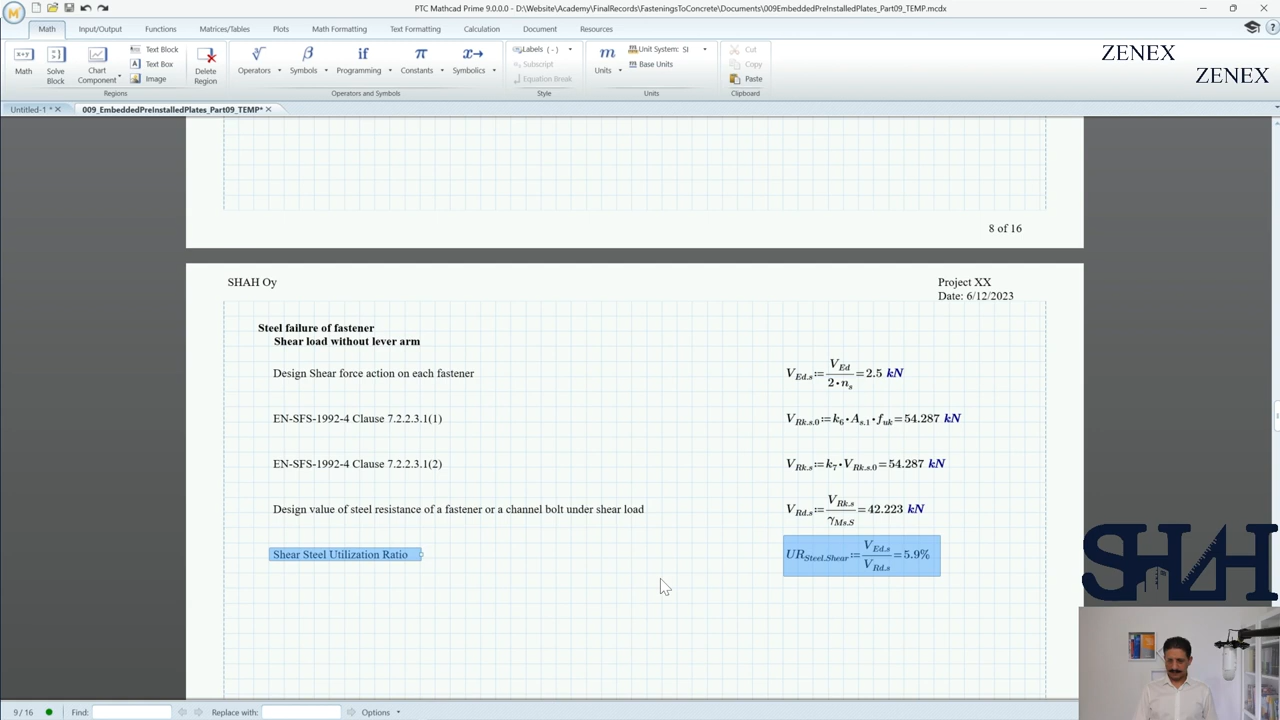 PTC Mathcad Prime 9.0.0.0 - D:\Website\Academy\FinalRecords\FasteningsToConcrete\Documents\009EmbeddedPreInstalledPlates_Part09_TEMP.mcdx
Math Input/Output Functions Matrices/Tables Plots Math Formatting Text Formatting Calculation Document Resources
Math
Solve Block
Chart Component
Text Block
Text Box
Image
Delete Region
Operators
Symbols
Programming
Constants
Symbolics
Labels ( - )
Subscript
Equation Break
Units
Unit System: SI
Base Units
Cut
Copy
Paste
Regions Operators and Symbols Style Units Clipboard
ZENEX
ZENEX
Untitled-1 * 009_EmbeddedPreInstalledPlates_Part09_TEMP*
8 of 16
SHAH Oy Project XX
Date: 6/12/2023
Steel failure of fastener
Shear load without lever arm
Design Shear force action on each fastener V_Ed.s := V_Ed / (2 • n_s) = 2.5 kN
EN-SFS-1992-4 Clause 7.2.2.3.1(1) V_Rk.s.0 := k_6 • A_s.1 • f_uk = 54.287 kN
EN-SFS-1992-4 Clause 7.2.2.3.1(2) V_Rk.s := k_7 • V_Rk.s.0 = 54.287 kN
Design value of steel resistance of a fastener or a channel bolt under shear load V_Rd.s := V_Rk.s / γ_Ms.S = 42.223 kN
Shear Steel Utilization Ratio UR_Steel.Shear := V_Ed.s / V_Rd.s = 5.9%
SHAH
9 / 16 Find: Replace with: Options